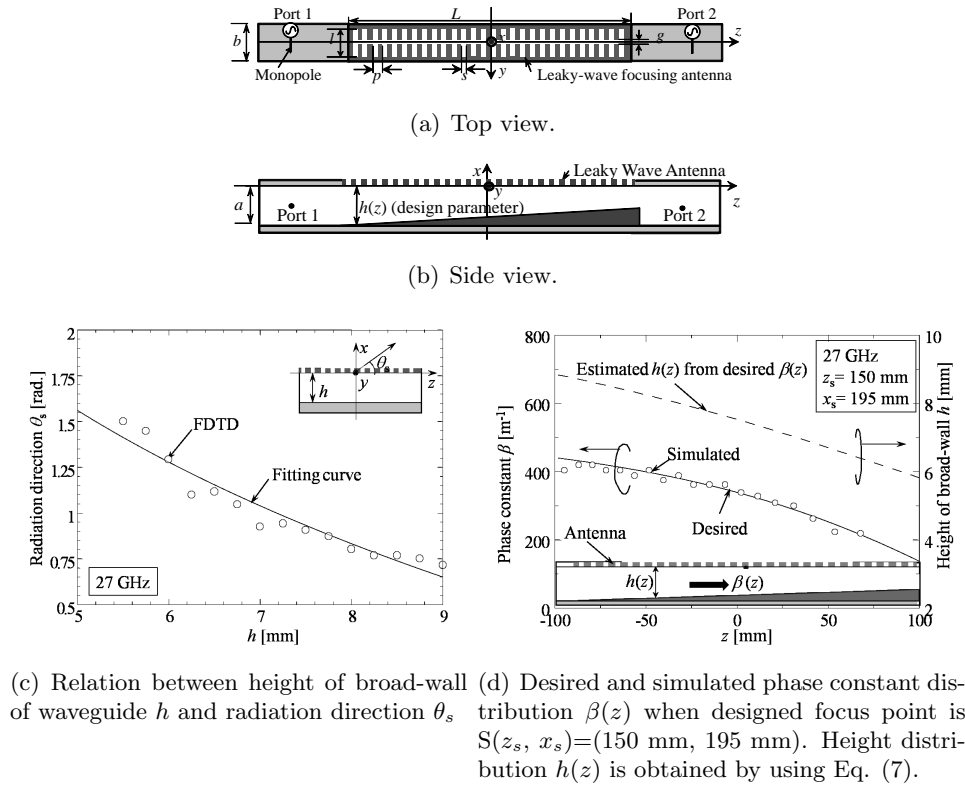 Port 1
L
Port 2
b
l
x
g
z
Monopole
p
s
y
Leaky-wave focusing antenna
(a) Top view.
x
Leaky Wave Antenna
y
z
a
Port 1
h(z) (design parameter)
Port 2
(b) Side view.
Radiation direction θs [rad.]
2
1.75
1.5
1.25
1
0.75
0.5
x
θs
y
z
h
FDTD
Fitting curve
27 GHz
5 6 7 8 9
h [mm]
Phase constant β [m-1]
800
600
400
200
0
10
8
6
4
2
Height of broad-wall h [mm]
27 GHz
zs= 150 mm
xs= 195 mm
Estimated h(z) from desired β(z)
Simulated
Desired
Antenna
h(z)
β(z)
-100 -50 0 50 100
z [mm]
(c) Relation between height of broad-wall
of waveguide h and radiation direction θs
(d) Desired and simulated phase constant dis-
tribution β(z) when designed focus point is
S(zs, xs)=(150 mm, 195 mm). Height distri-
bution h(z) is obtained by using Eq. (7).